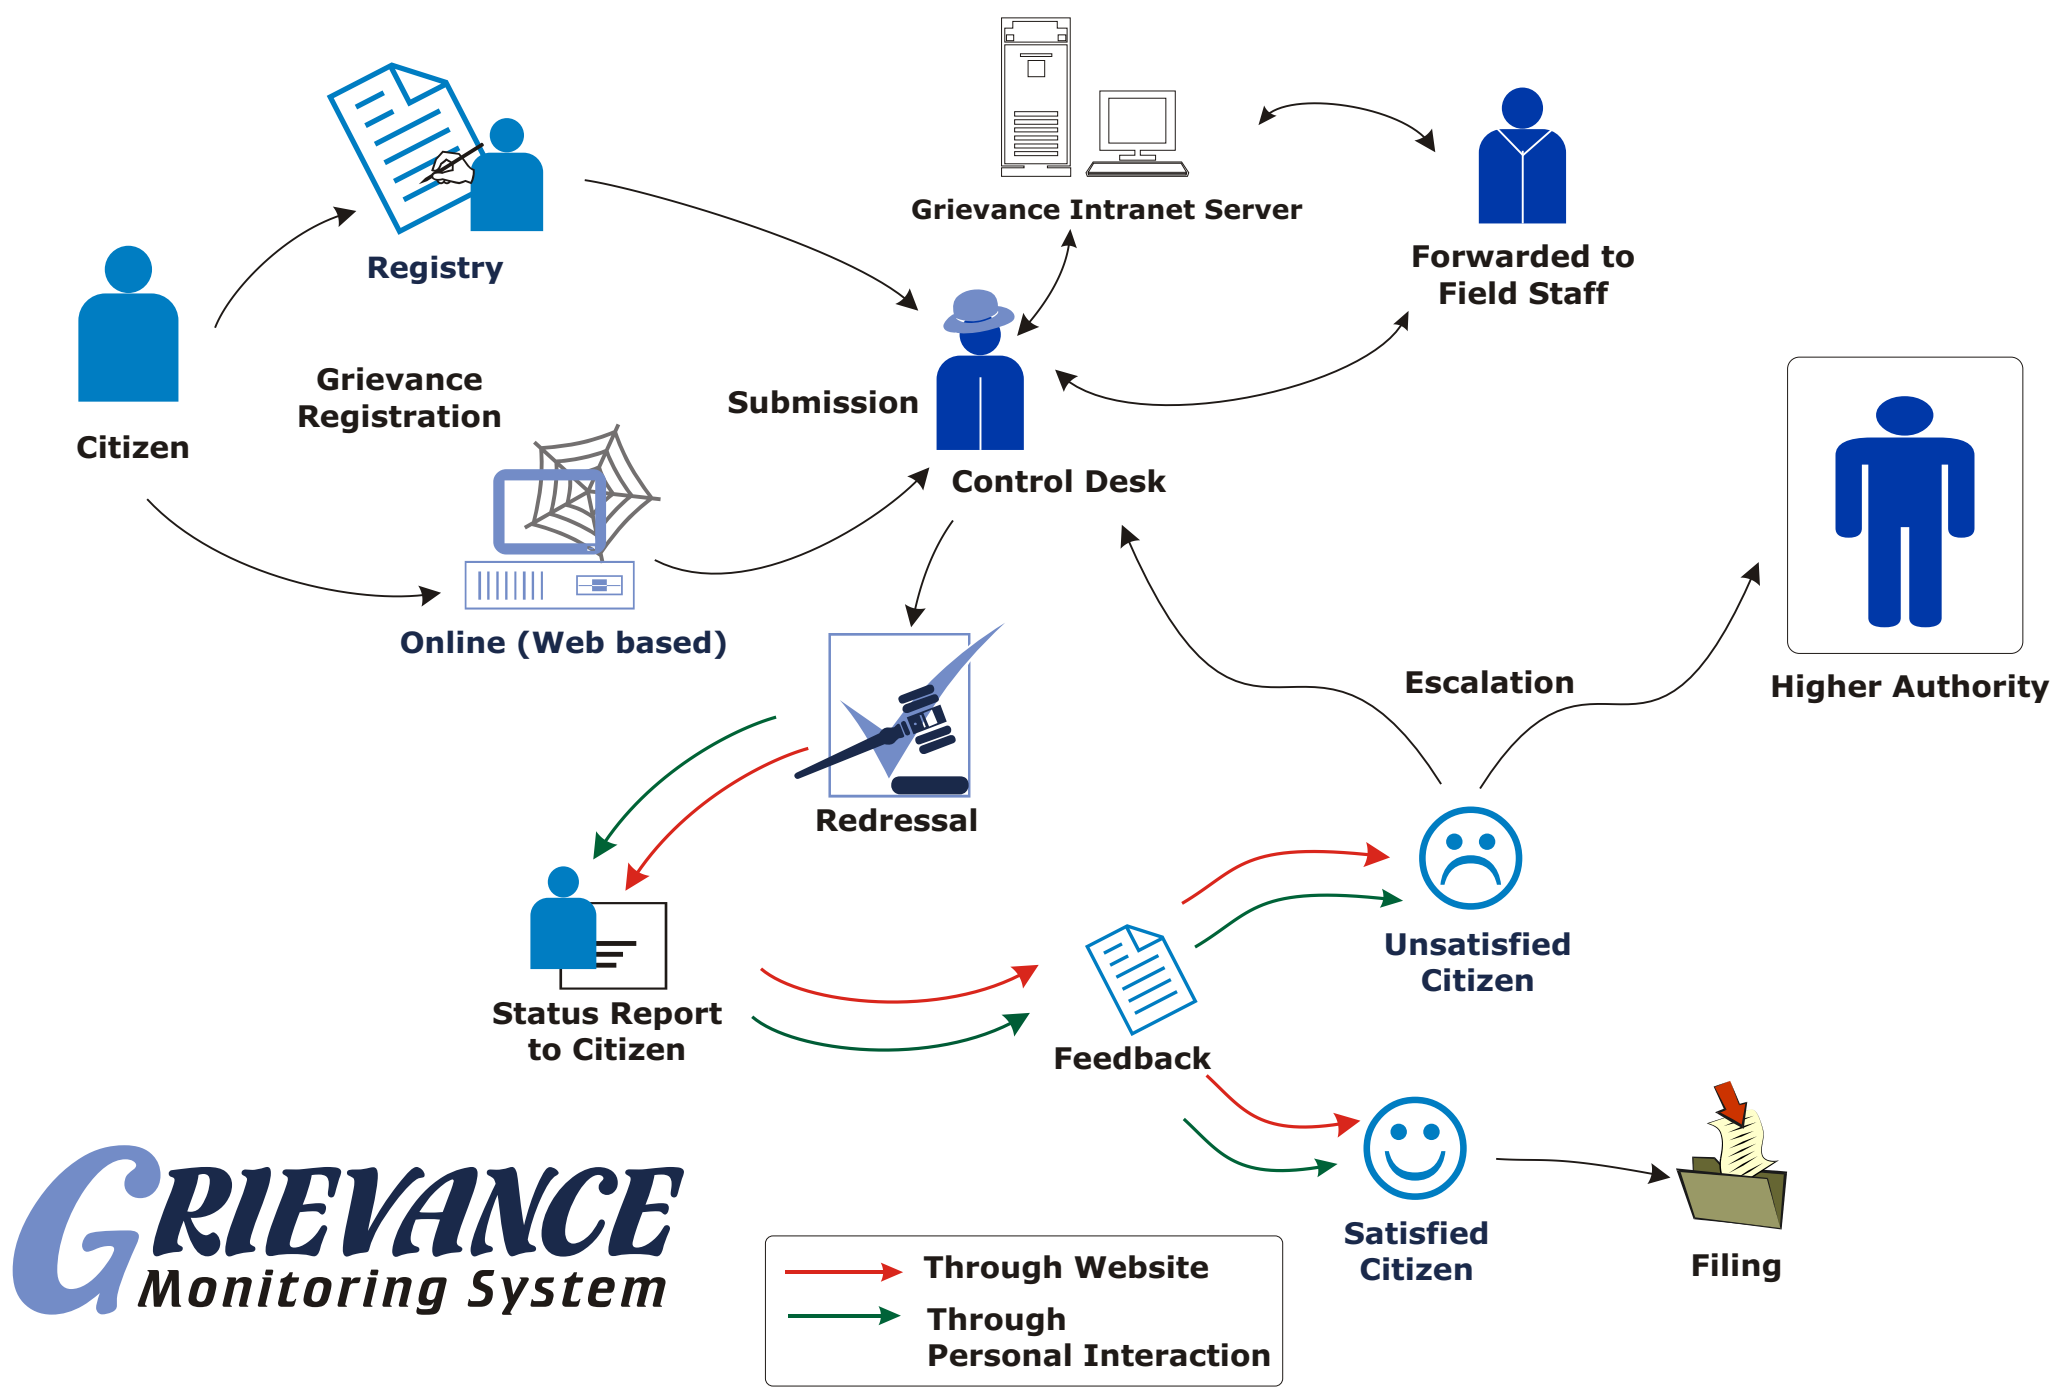 Grievance Intranet Server
Forwarded to
Field Staff
Registry
Grievance
Registration
Citizen
Submission
Control Desk
Online (Web based)
Escalation
Higher Authority
Redressal
Unsatisfied
Citizen
Status Report
to Citizen
Feedback
Satisfied
Citizen
Filing
GRIEVANCE
Monitoring System
Through Website
Through
Personal Interaction